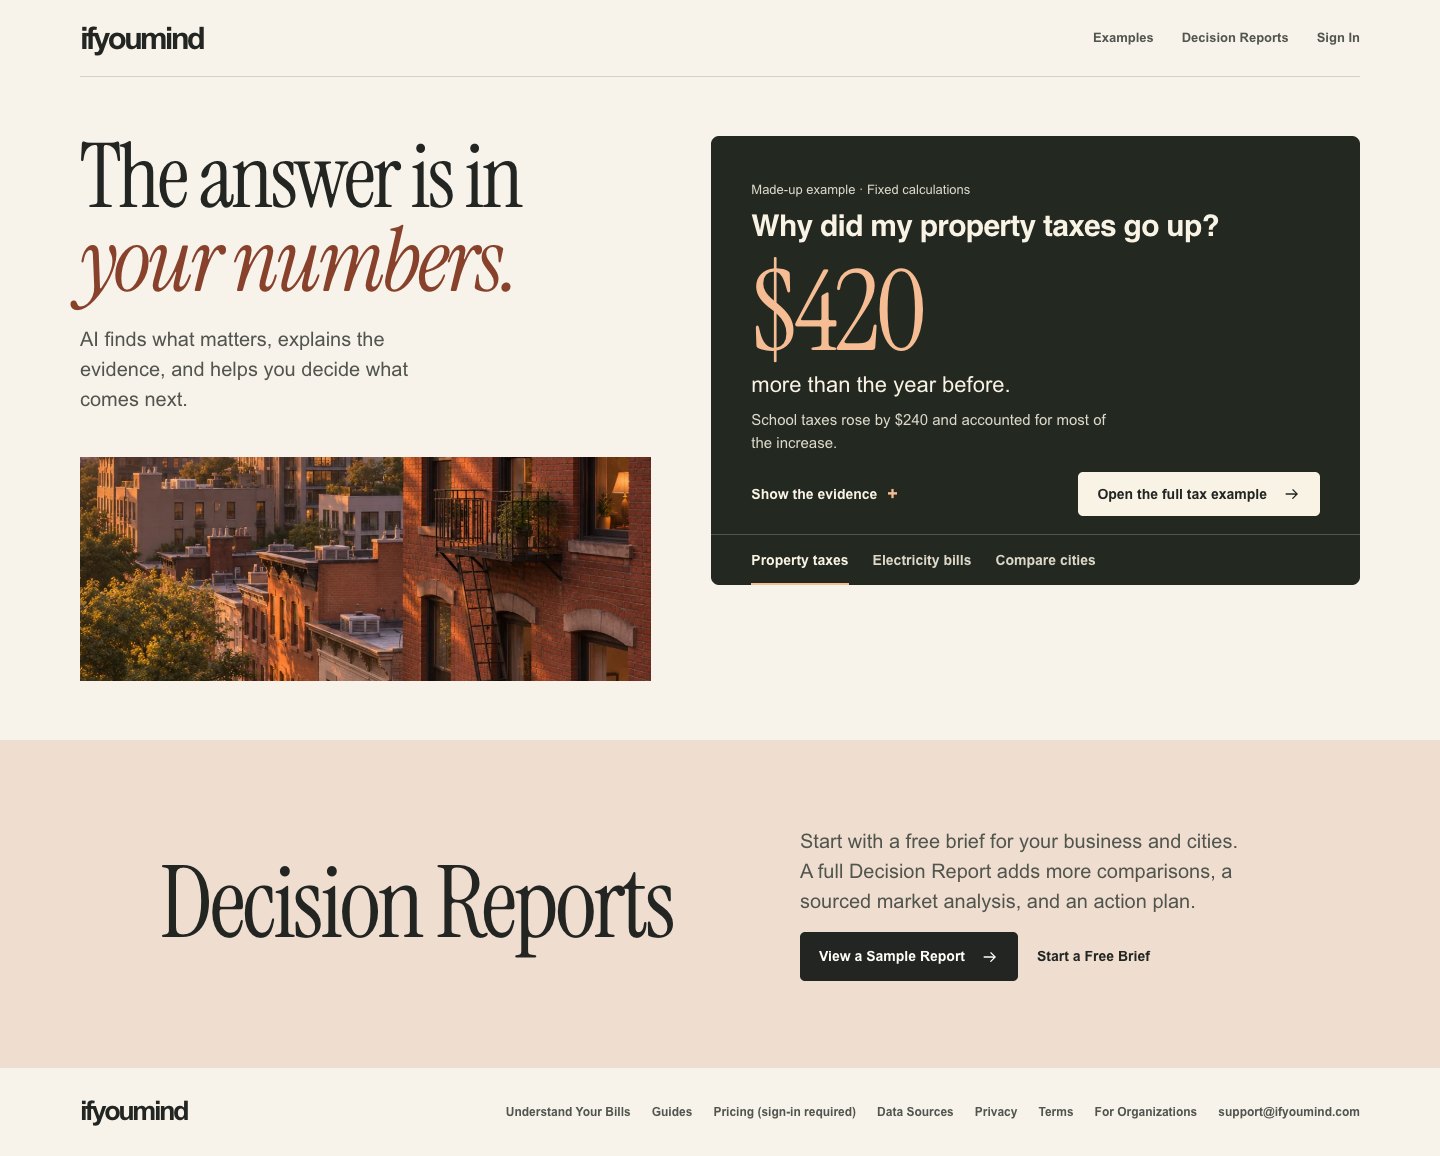 ifyoumind
Examples
Decision Reports
Sign In
The answer is in
your numbers.
AI finds what matters, explains the
evidence, and helps you decide what
comes next.
Made-up example · Fixed calculations
Why did my property taxes go up?
$420
more than the year before.
School taxes rose by $240 and accounted for most of
the increase.
Show the evidence +
Open the full tax example →
Property taxes
Electricity bills
Compare cities
Decision Reports
Start with a free brief for your business and cities.
A full Decision Report adds more comparisons, a
sourced market analysis, and an action plan.
View a Sample Report →
Start a Free Brief
ifyoumind
Understand Your Bills
Guides
Pricing (sign-in required)
Data Sources
Privacy
Terms
For Organizations
support@ifyoumind.com